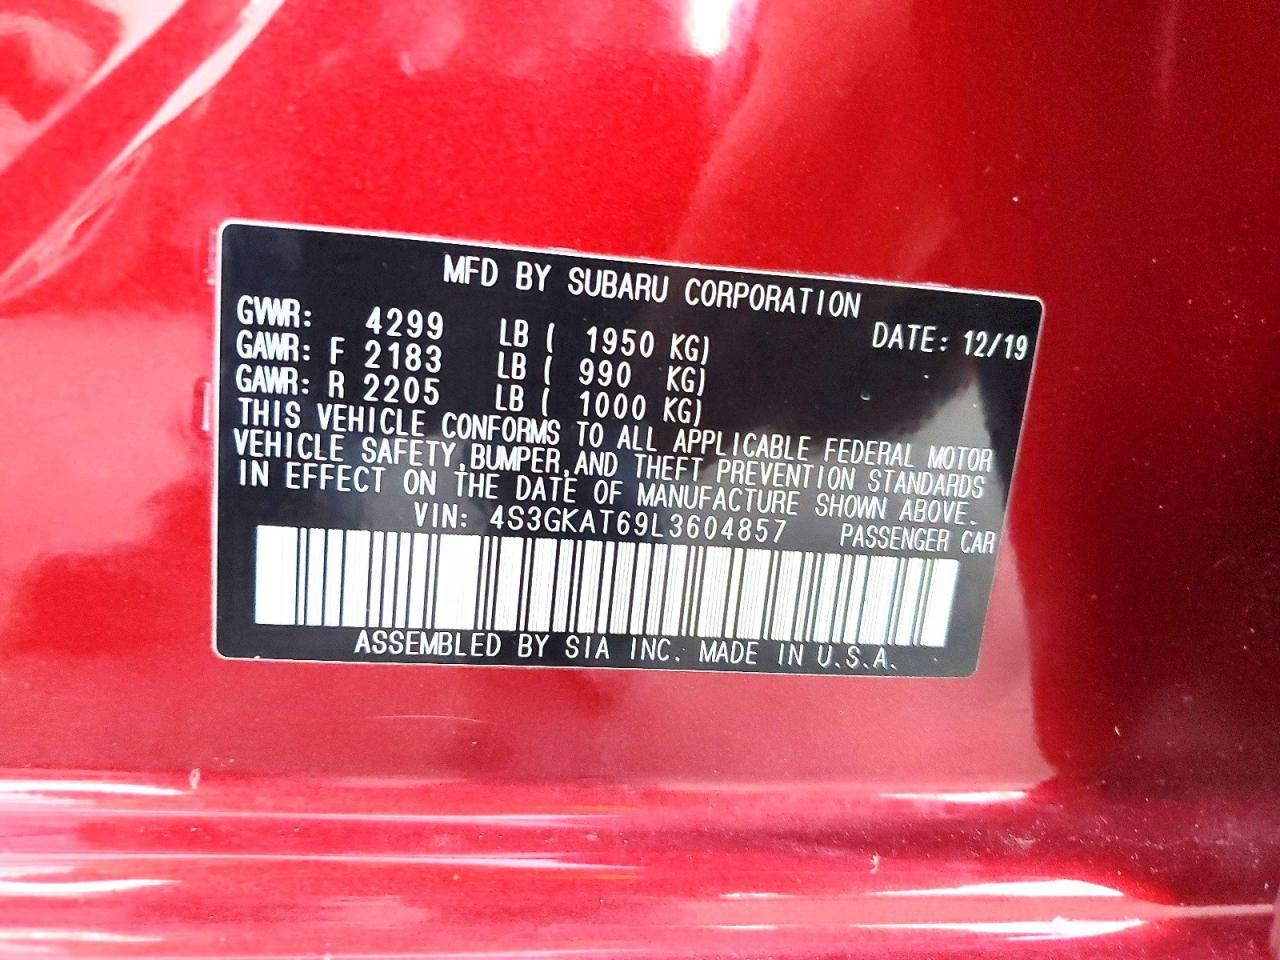 MFD BY SUBARU CORPORATION
GVWR: 4299 LB ( 1950 KG) DATE: 12/19
GAWR: F 2183 LB ( 990 KG)
GAWR: R 2205 LB ( 1000 KG)
THIS VEHICLE CONFORMS TO ALL APPLICABLE FEDERAL MOTOR
VEHICLE SAFETY, BUMPER, AND THEFT PREVENTION STANDARDS
IN EFFECT ON THE DATE OF MANUFACTURE SHOWN ABOVE.
VIN: 4S3GKAT69L3604857 PASSENGER CAR
ASSEMBLED BY SIA INC. MADE IN U.S.A.